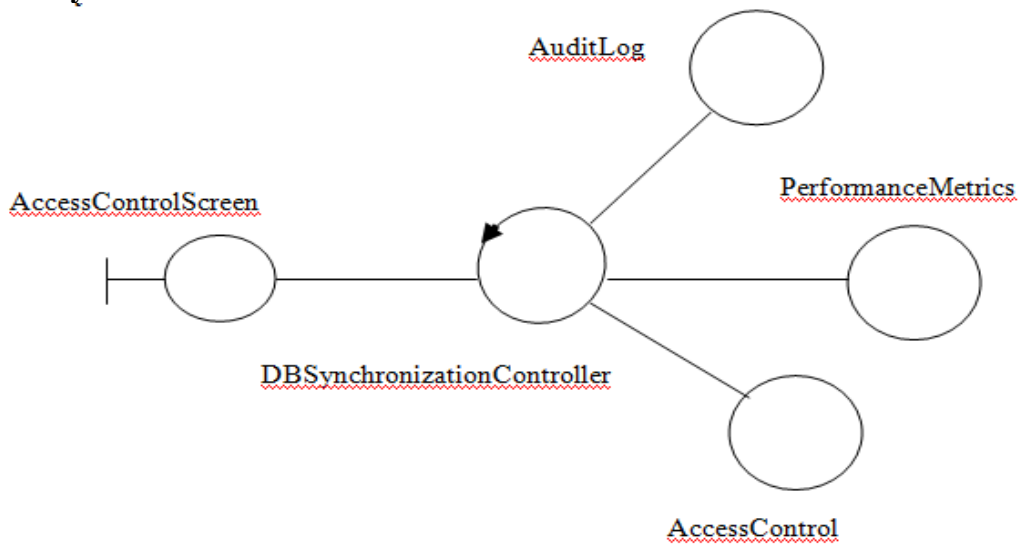 AuditLog
PerformanceMetrics
AccessControlScreen
DBSynchronizationController
AccessControl